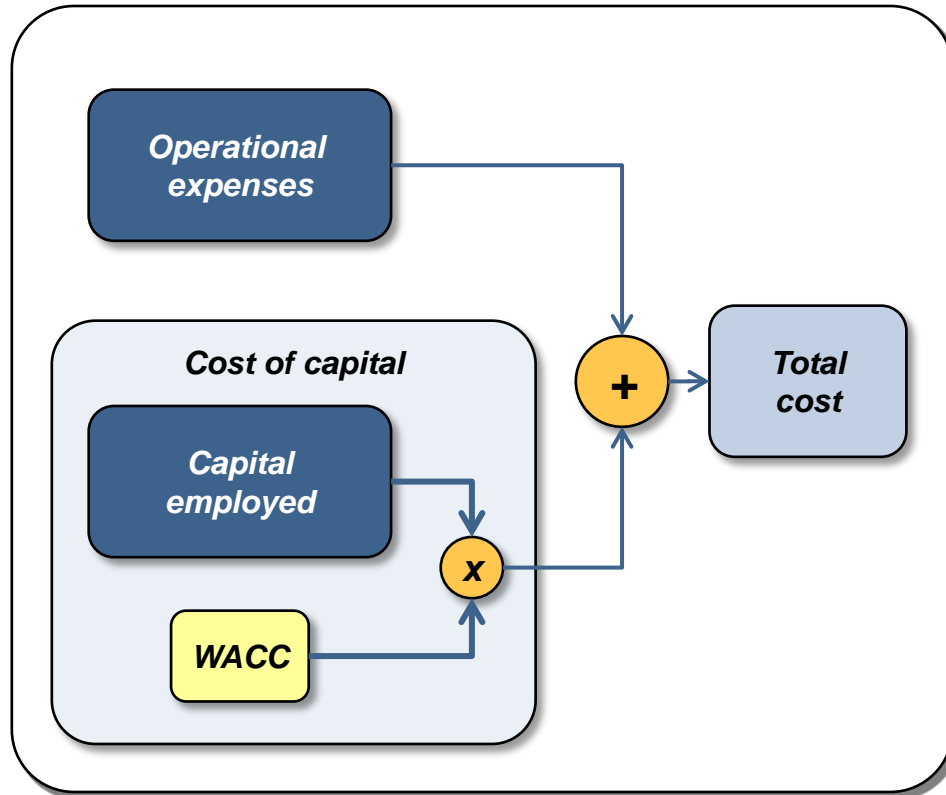 Operational
expenses
Cost of capital
Capital
employed
x
WACC
+
Total
cost